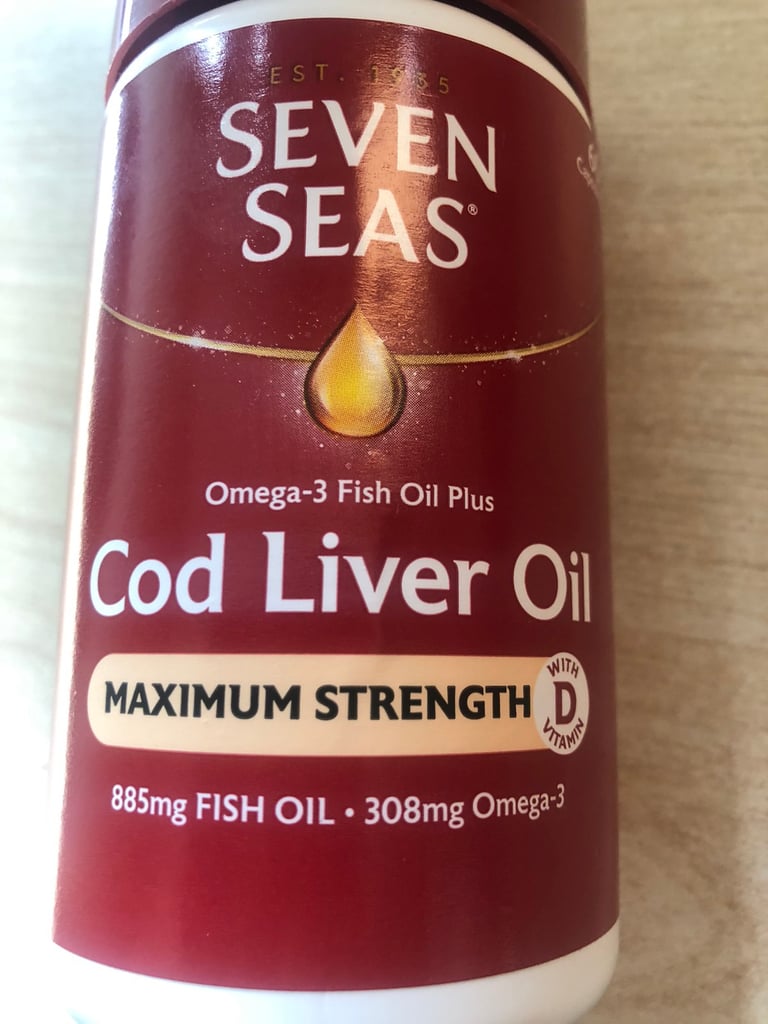 EST. 1935
SEVEN
SEAS®
Omega-3 Fish Oil Plus
Cod Liver Oil
MAXIMUM STRENGTH
WITH
D
VITAMIN
885mg FISH OIL • 308mg Omega-3